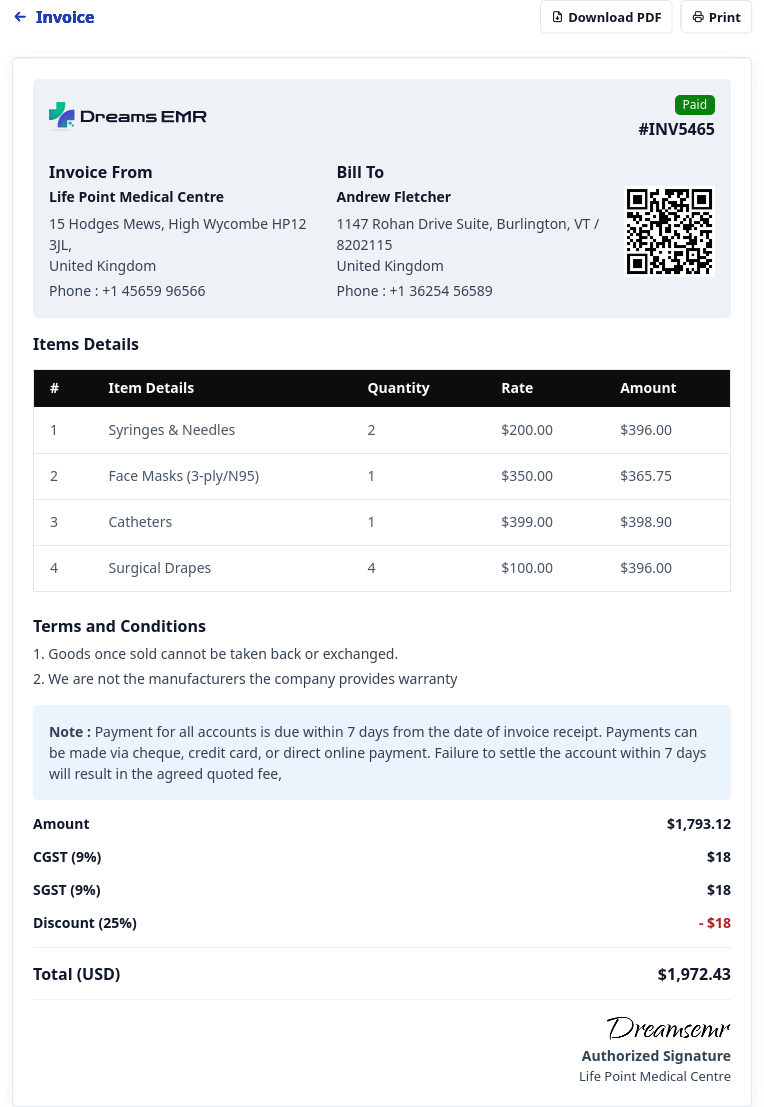 Invoice
Download PDF
Print
Dreams EMR
Paid
#INV5465
Invoice From
Life Point Medical Centre
15 Hodges Mews, High Wycombe HP12
3JL,
United Kingdom
Phone : +1 45659 96566
Bill To
Andrew Fletcher
1147 Rohan Drive Suite, Burlington, VT /
8202115
United Kingdom
Phone : +1 36254 56589
Items Details
# Item Details Quantity Rate Amount
1 Syringes & Needles 2 $200.00 $396.00
2 Face Masks (3-ply/N95) 1 $350.00 $365.75
3 Catheters 1 $399.00 $398.90
4 Surgical Drapes 4 $100.00 $396.00
Terms and Conditions
1. Goods once sold cannot be taken back or exchanged.
2. We are not the manufacturers the company provides warranty
Note : Payment for all accounts is due within 7 days from the date of invoice receipt. Payments can
be made via cheque, credit card, or direct online payment. Failure to settle the account within 7 days
will result in the agreed quoted fee,
Amount $1,793.12
CGST (9%) $18
SGST (9%) $18
Discount (25%) - $18
Total (USD) $1,972.43
Dreamsemr
Authorized Signature
Life Point Medical Centre